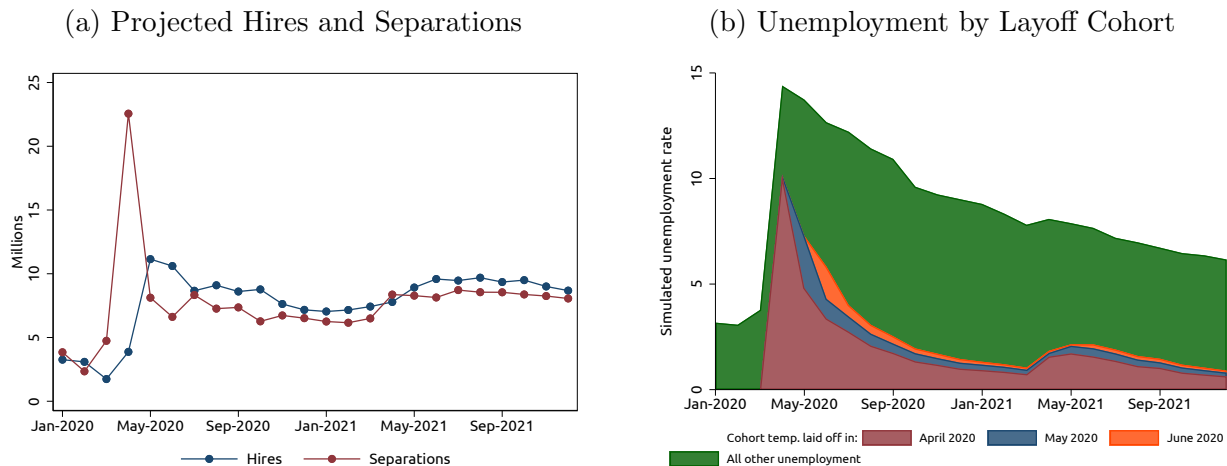 (a) Projected Hires and Separations
(b) Unemployment by Layoff Cohort
25
20
15
10
5
0
Millions
Jan-2020 May-2020 Sep-2020 Jan-2021 May-2021 Sep-2021
Hires Separations
15
10
5
0
Simulated unemployment rate
Jan-2020 May-2020 Sep-2020 Jan-2021 May-2021 Sep-2021
Cohort temp. laid off in: April 2020 May 2020 June 2020
All other unemployment